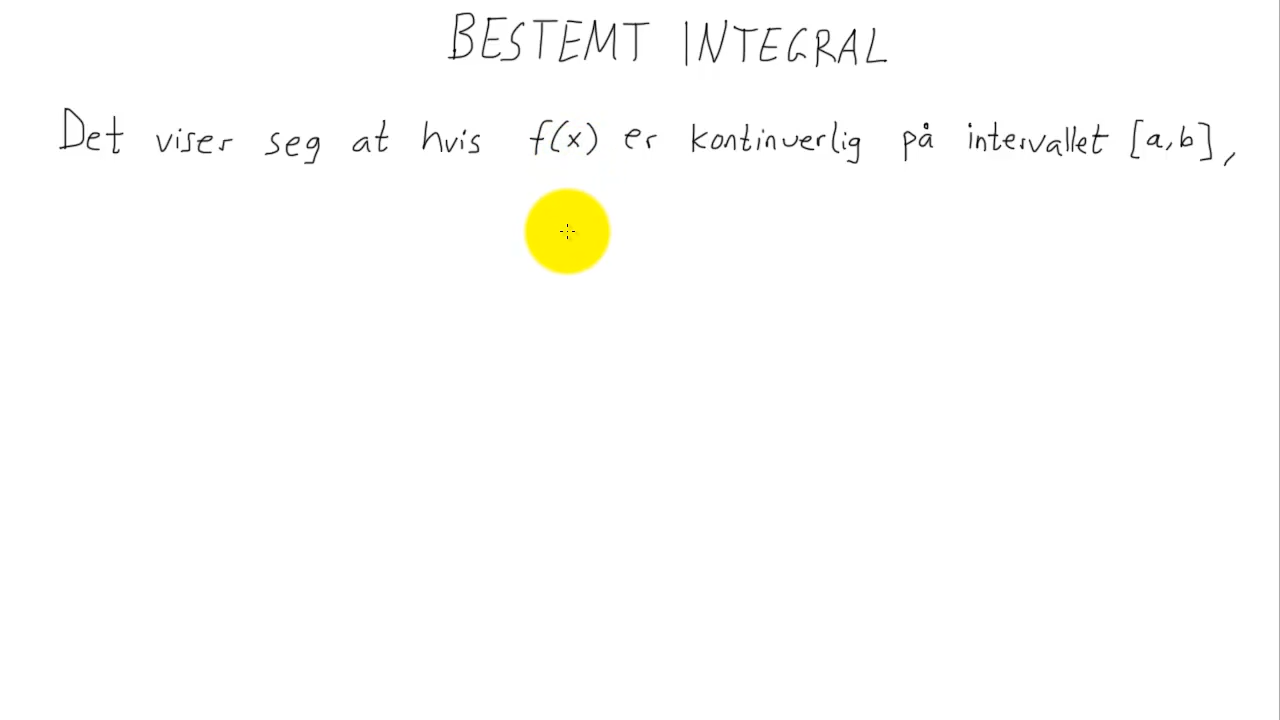 BESTEMT INTEGRAL
Det viser seg at hvis f(x) er kontinuerlig på intervallet [a,b],